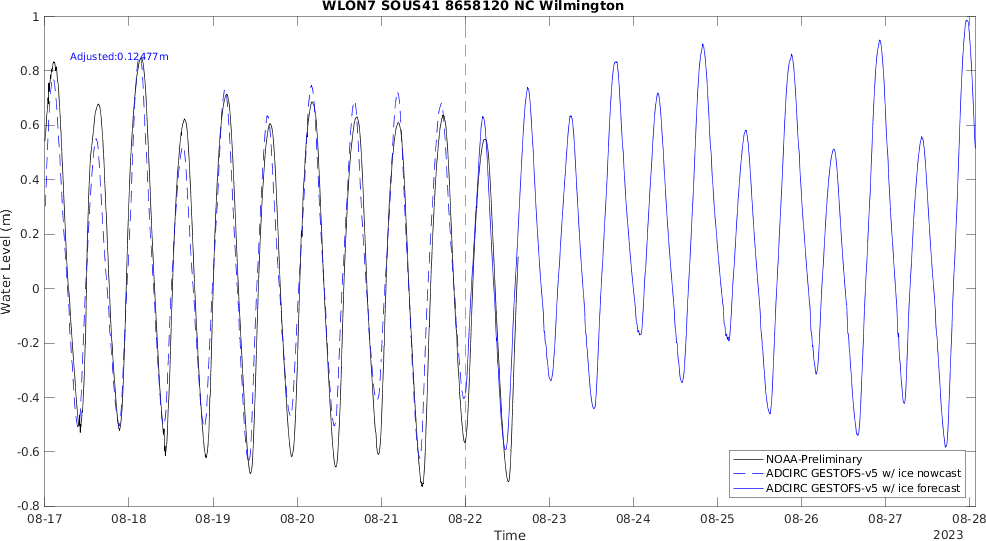 WLON7 SOUS41 8658120 NC Wilmington
Adjusted:0.12477m
Water Level (m)
1
0.8
0.6
0.4
0.2
0
-0.2
-0.4
-0.6
-0.8
NOAA-Preliminary
ADCIRC GESTOFS-v5 w/ ice nowcast
ADCIRC GESTOFS-v5 w/ ice forecast
08-17 08-18 08-19 08-20 08-21 08-22 08-23 08-24 08-25 08-26 08-27 08-28
Time
2023